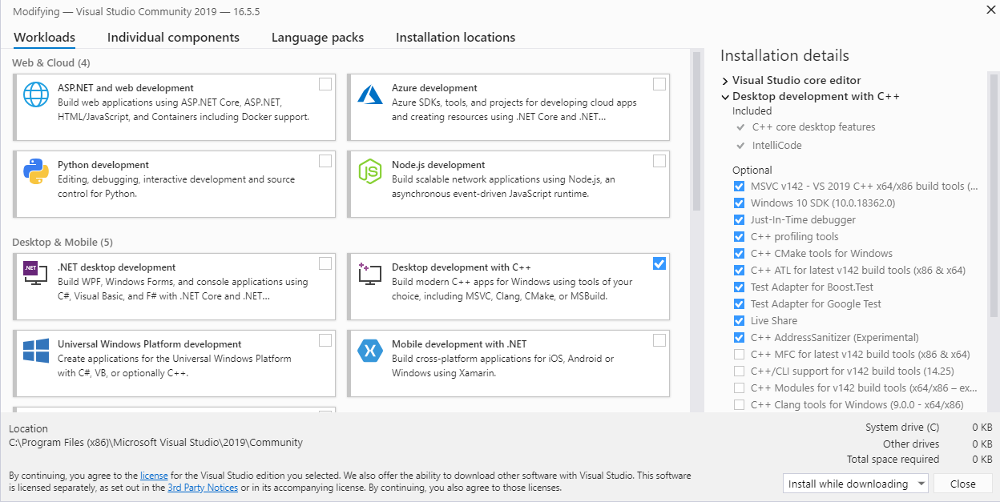 Modifying — Visual Studio Community 2019 — 16.5.5
Workloads
Individual components
Language packs
Installation locations
Web & Cloud (4)
ASP.NET and web development
Build web applications using ASP.NET Core, ASP.NET,
HTML/JavaScript, and Containers including Docker support.
Azure development
Azure SDKs, tools, and projects for developing cloud apps
and creating resources using .NET Core and .NET...
Python development
Editing, debugging, interactive development and source
control for Python.
Node.js development
Build scalable network applications using Node.js, an
asynchronous event-driven JavaScript runtime.
Desktop & Mobile (5)
.NET desktop development
Build WPF, Windows Forms, and console applications using
C#, Visual Basic, and F# with .NET Core and .NET...
Desktop development with C++
Build modern C++ apps for Windows using tools of your
choice, including MSVC, Clang, CMake, or MSBuild.
Universal Windows Platform development
Create applications for the Universal Windows Platform
with C#, VB, or optionally C++.
Mobile development with .NET
Build cross-platform applications for iOS, Android or
Windows using Xamarin.
Installation details
Visual Studio core editor
Desktop development with C++
Included
C++ core desktop features
IntelliCode
Optional
MSVC v142 - VS 2019 C++ x64/x86 build tools (...
Windows 10 SDK (10.0.18362.0)
Just-In-Time debugger
C++ profiling tools
C++ CMake tools for Windows
C++ ATL for latest v142 build tools (x86 & x64)
Test Adapter for Boost.Test
Test Adapter for Google Test
Live Share
C++ AddressSanitizer (Experimental)
C++ MFC for latest v142 build tools (x86 & x64)
C++/CLI support for v142 build tools (14.25)
C++ Modules for v142 build tools (x64/x86 – ex...
C++ Clang tools for Windows (9.0.0 - x64/x86)
Location
C:\Program Files (x86)\Microsoft Visual Studio\2019\Community
By continuing, you agree to the license for the Visual Studio edition you selected. We also offer the ability to download other software with Visual Studio. This software
is licensed separately, as set out in the 3rd Party Notices or in its accompanying license. By continuing, you also agree to those licenses.
System drive (C) 0 KB
Other drives 0 KB
Total space required 0 KB
Install while downloading
Close